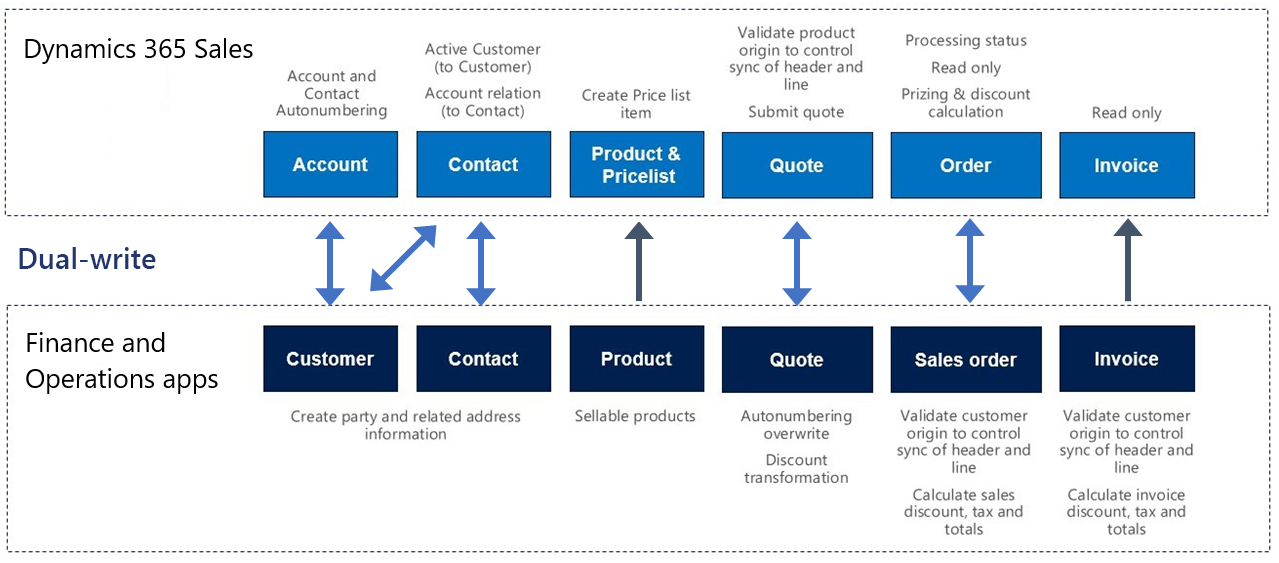 Dynamics 365 Sales
Account and
Contact
Autonumbering
Active Customer
(to Customer)
Account relation
(to Contact)
Create Price list
item
Validate product
origin to control
sync of header and
line
Submit quote
Processing status
Read only
Prizing & discount
calculation
Read only
Account
Contact
Product &
Pricelist
Quote
Order
Invoice
Dual-write
Finance and
Operations apps
Customer
Contact
Product
Quote
Sales order
Invoice
Create party and related address
information
Sellable products
Autonumbering
overwrite
Discount
transformation
Validate customer
origin to control
sync of header and
line
Calculate sales
discount, tax and
totals
Validate customer
origin to control
sync of header and
line
Calculate invoice
discount, tax and
totals